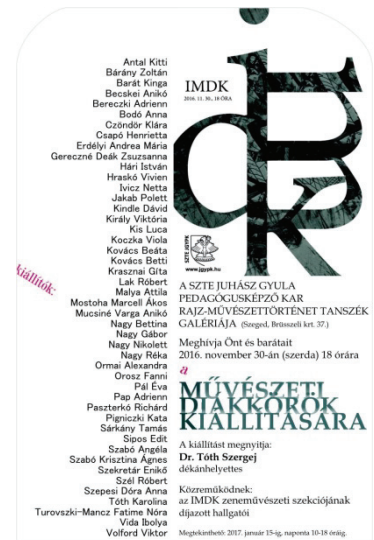 Antal Kitti
Bárány Zoltán
Barát Kinga
Becskei Anikó
Bereczki Adrienn
Bodó Anna
Czöndör Klára
Csapó Henrietta
Erdélyi Andrea Mária
Gereczné Deák Zsuzsanna
Hári István
Hraskó Vivien
Ivicz Netta
Jakab Polett
Kindle Dávid
Király Viktória
Kis Luca
Koczka Viola
Kovács Beáta
Kovács Betti
Krasznai Gíta
Lak Róbert
Malya Attila
Mostoha Marcell Ákos
Mucsiné Varga Anikó
Nagy Bettina
Nagy Gábor
Nagy Nikolett
Nagy Réka
Ormai Alexandra
Orosz Fanni
Pál Éva
Pap Adrienn
Paszterkó Richárd
Pigniczki Kata
Sárkány Tamás
Sipos Edit
Szabó Angéla
Szabó Krisztina Ágnes
Szekretár Enikő
Szél Róbert
Szepesi Dóra Anna
Tóth Karolina
Turovszki-Mancz Fatime Nóra
Vida Ibolya
Volford Viktor
kiállítók:
IMDK
2016. 11. 30., 18 ÓRA
imdk
SZTE JGYPK
www.jgypk.hu
A SZTE JUHÁSZ GYULA
PEDAGÓGUSKÉPZŐ KAR
RAJZ-MŰVÉSZETTÖRTÉNET TANSZÉK
GALÉRIÁJA (Szeged, Brüsszeli krt. 37.)
Meghívja Önt és barátait
2016. november 30-án (szerda) 18 órára
a
MŰVÉSZETI
DIÁKKÖRÖK
KIÁLLÍTÁSÁRA
A kiállítást megnyitja:
Dr. Tóth Szergej
dékánhelyettes
Közreműködnek:
az IMDK zeneművészeti szekciójának
díjazott hallgatói
Megtekinthető: 2017. január 15-ig, naponta 10-18 óráig.